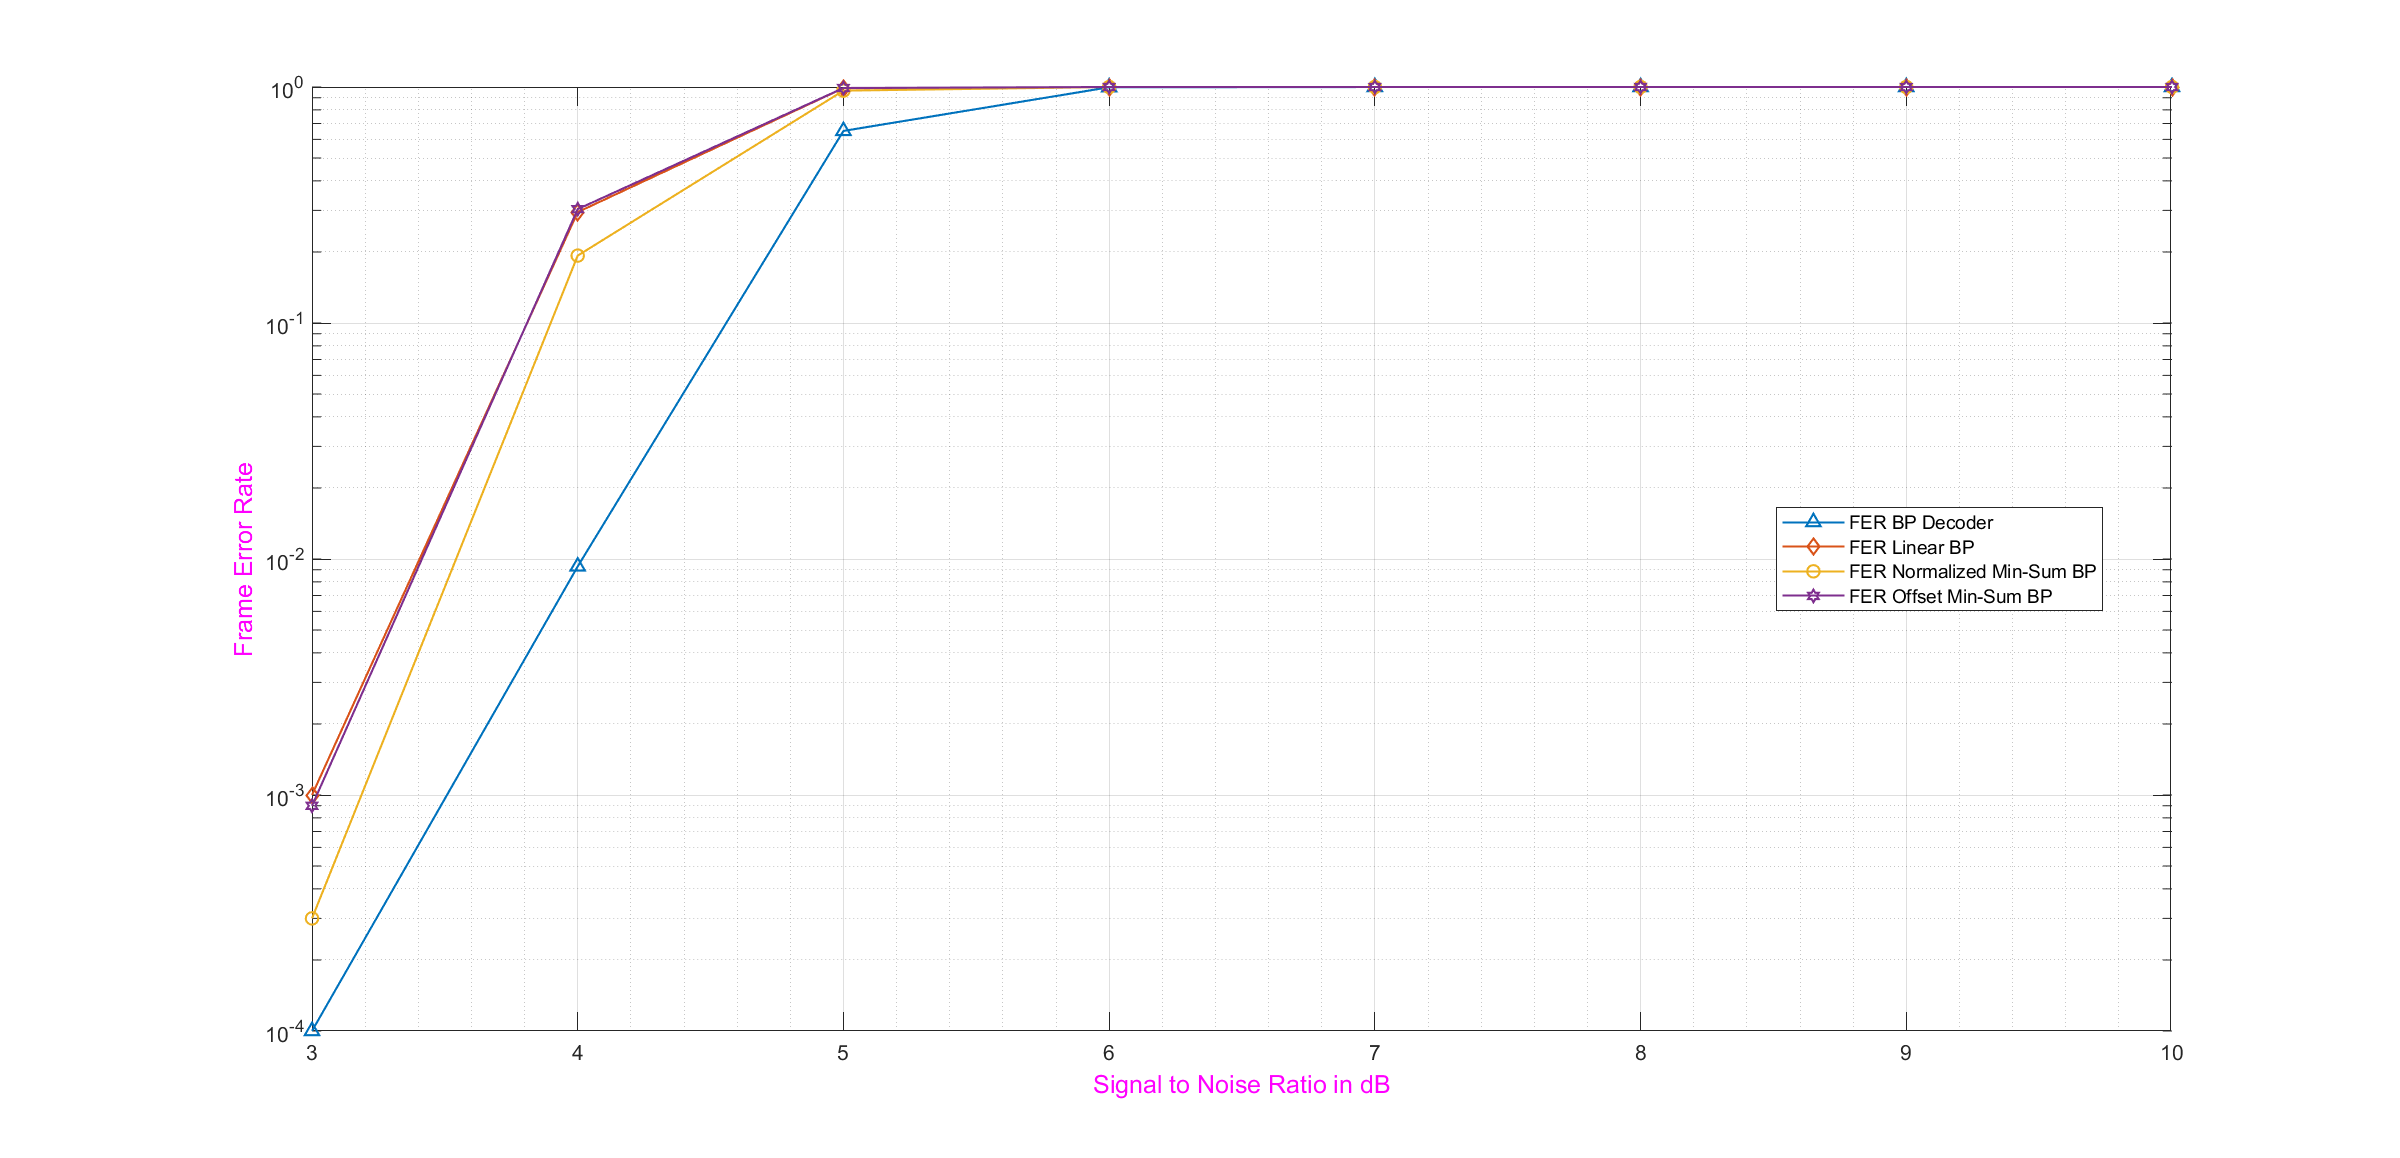 10^0
10^-1
10^-2
10^-3
10^-4
Frame Error Rate
3 4 5 6 7 8 9 10
Signal to Noise Ratio in dB
FER BP Decoder
FER Linear BP
FER Normalized Min-Sum BP
FER Offset Min-Sum BP